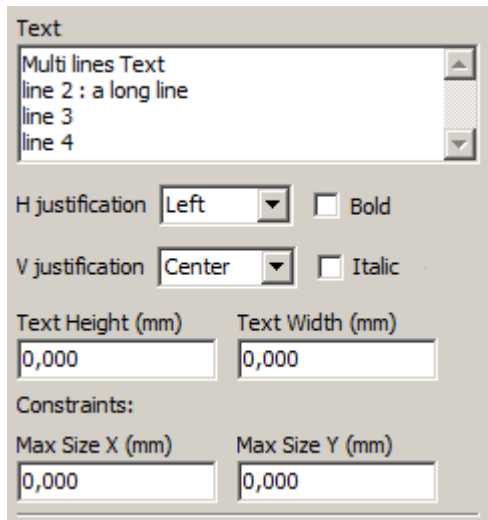 Text
Multi lines Text
line 2 : a long line
line 3
line 4
H justification Left Bold
V justification Center Italic
Text Height (mm) Text Width (mm)
0,000 0,000
Constraints:
Max Size X (mm) Max Size Y (mm)
0,000 0,000